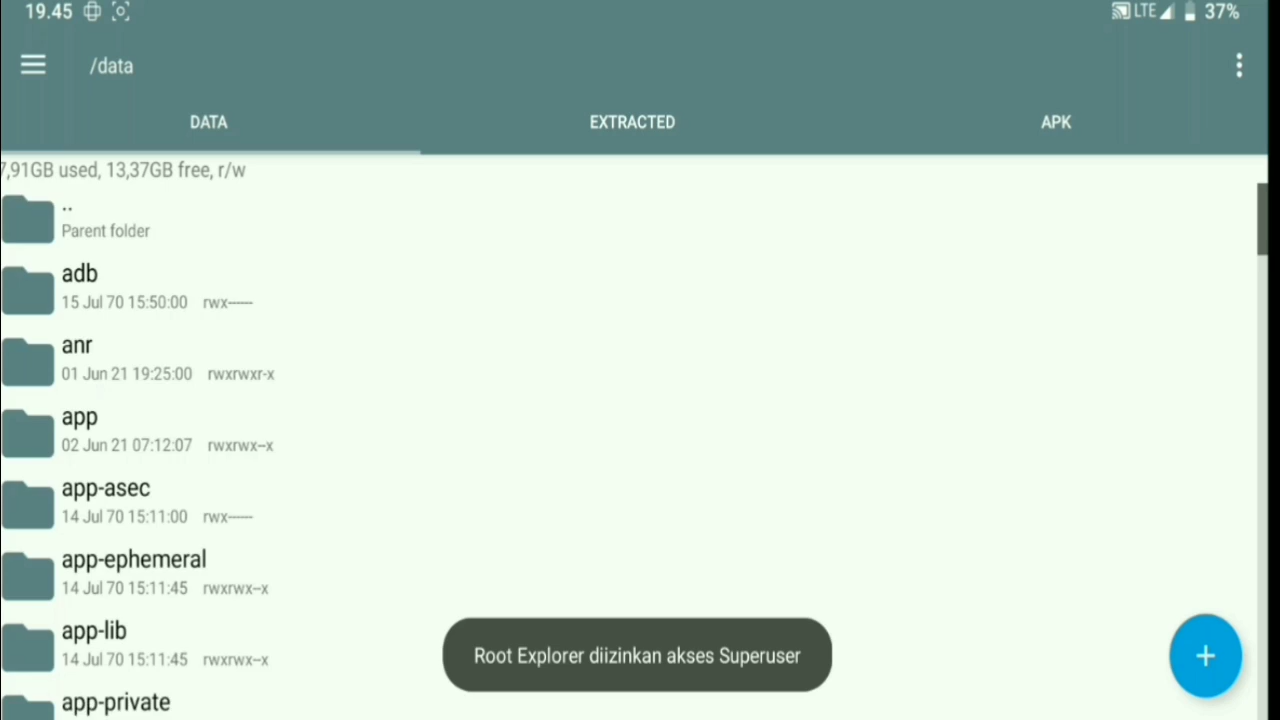 19.45 LTE 37%
/data
DATA EXTRACTED APK
7,91GB used, 13,37GB free, r/w
..
Parent folder
adb
15 Jul 70 15:50:00 rwx------
anr
01 Jun 21 19:25:00 rwxrwxr-x
app
02 Jun 21 07:12:07 rwxrwx--x
app-asec
14 Jul 70 15:11:00 rwx------
app-ephemeral
14 Jul 70 15:11:45 rwxrwx--x
app-lib
14 Jul 70 15:11:45 rwxrwx--x
Root Explorer diizinkan akses Superuser
app-private